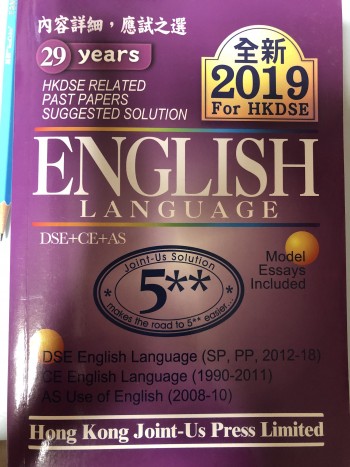 內容詳細，應試之選
29 years
全新
2019
For HKDSE
HKDSE RELATED
PAST PAPERS
SUGGESTED SOLUTION
ENGLISH
LANGUAGE
DSE+CE+AS
Model
Essays
Included
Joint-Us Solution
5**
makes the road to 5** easier...
DSE English Language (SP, PP, 2012-18)
CE English Language (1990-2011)
AS Use of English (2008-10)
Hong Kong Joint-Us Press Limited